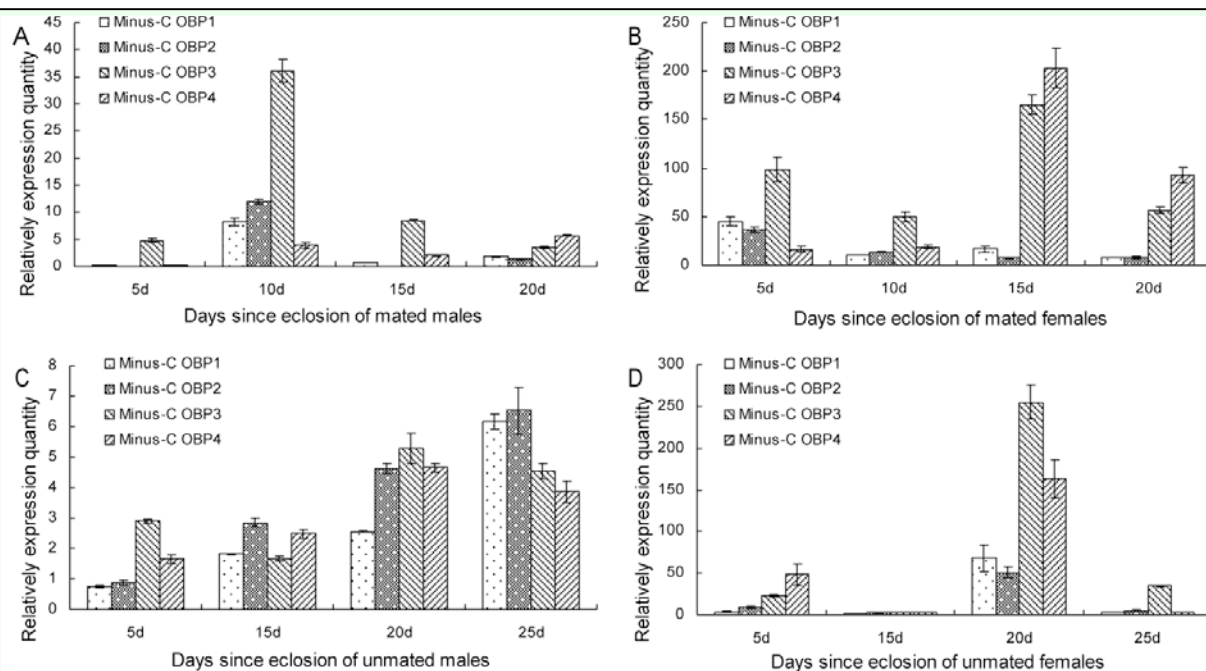 A
Minus-C OBP1
Minus-C OBP2
Minus-C OBP3
Minus-C OBP4
Relatively expression quantity
45
40
35
30
25
20
15
10
5
0
5d 10d 15d 20d
Days since eclosion of mated males
B
Minus-C OBP1
Minus-C OBP2
Minus-C OBP3
Minus-C OBP4
Relatively expression quantity
250
200
150
100
50
0
5d 10d 15d 20d
Days since eclosion of mated females
C
Minus-C OBP1
Minus-C OBP2
Minus-C OBP3
Minus-C OBP4
Relatively expression quantity
8
7
6
5
4
3
2
1
0
5d 15d 20d 25d
Days since eclosion of unmated males
D
Minus-C OBP1
Minus-C OBP2
Minus-C OBP3
Minus-C OBP4
Relatively expression quantity
300
250
200
150
100
50
0
5d 15d 20d 25d
Days since eclosion of unmated females